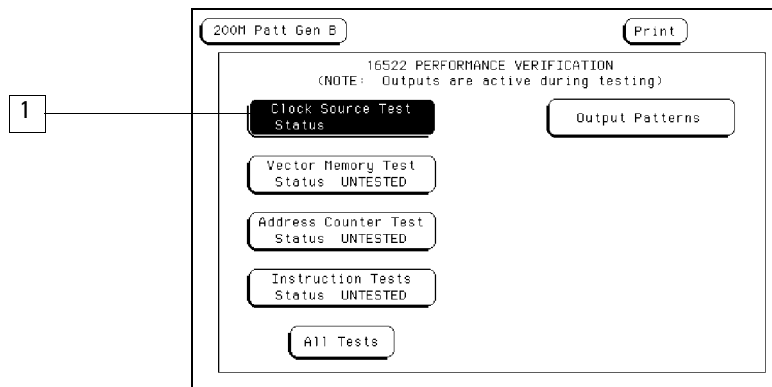 200M Patt Gen B
Print
16522 PERFORMANCE VERIFICATION
(NOTE: Outputs are active during testing)
1
Clock Source Test
Status
Output Patterns
Vector Memory Test
Status UNTESTED
Address Counter Test
Status UNTESTED
Instruction Tests
Status UNTESTED
All Tests